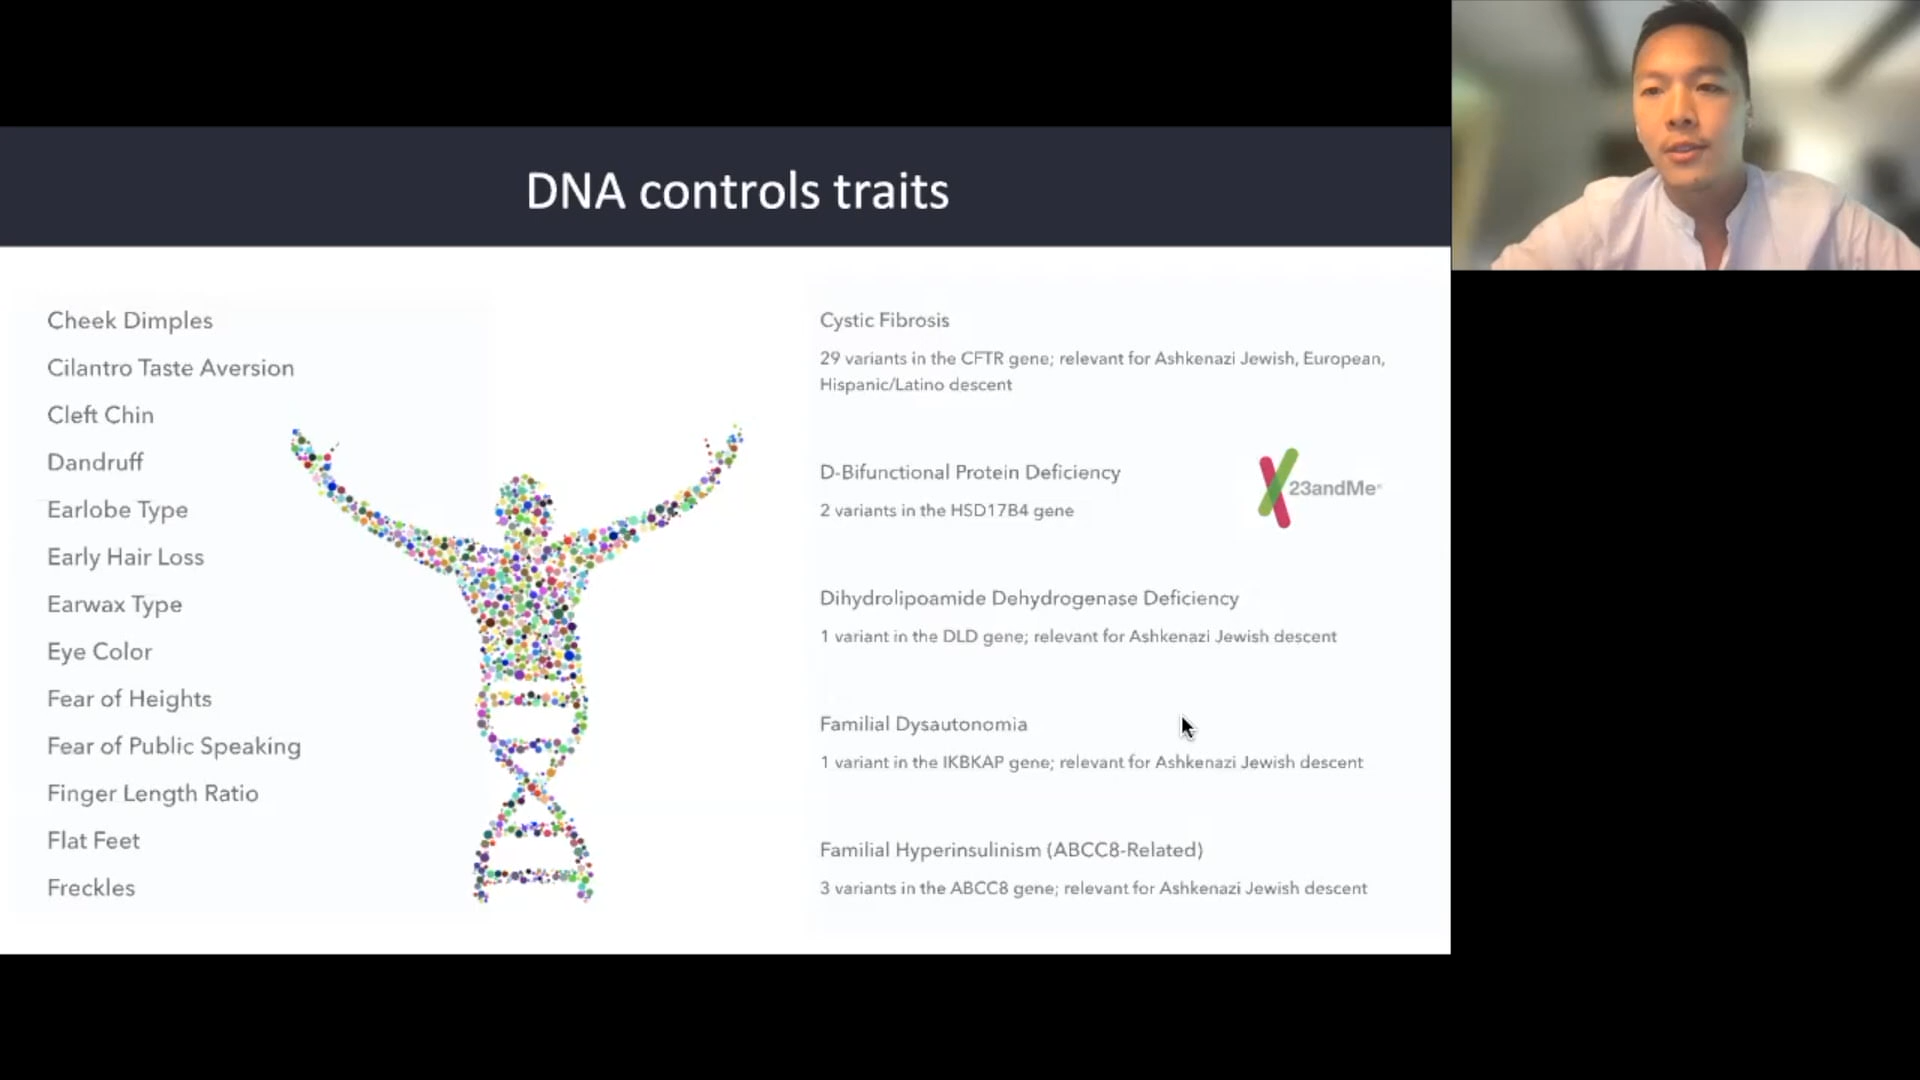 DNA controls traits
Cheek Dimples
Cilantro Taste Aversion
Cleft Chin
Dandruff
Earlobe Type
Early Hair Loss
Earwax Type
Eye Color
Fear of Heights
Fear of Public Speaking
Finger Length Ratio
Flat Feet
Freckles
Cystic Fibrosis
29 variants in the CFTR gene; relevant for Ashkenazi Jewish, European,
Hispanic/Latino descent
D-Bifunctional Protein Deficiency
2 variants in the HSD17B4 gene
23andMe
Dihydrolipoamide Dehydrogenase Deficiency
1 variant in the DLD gene; relevant for Ashkenazi Jewish descent
Familial Dysautonomia
1 variant in the IKBKAP gene; relevant for Ashkenazi Jewish descent
Familial Hyperinsulinism (ABCC8-Related)
3 variants in the ABCC8 gene; relevant for Ashkenazi Jewish descent